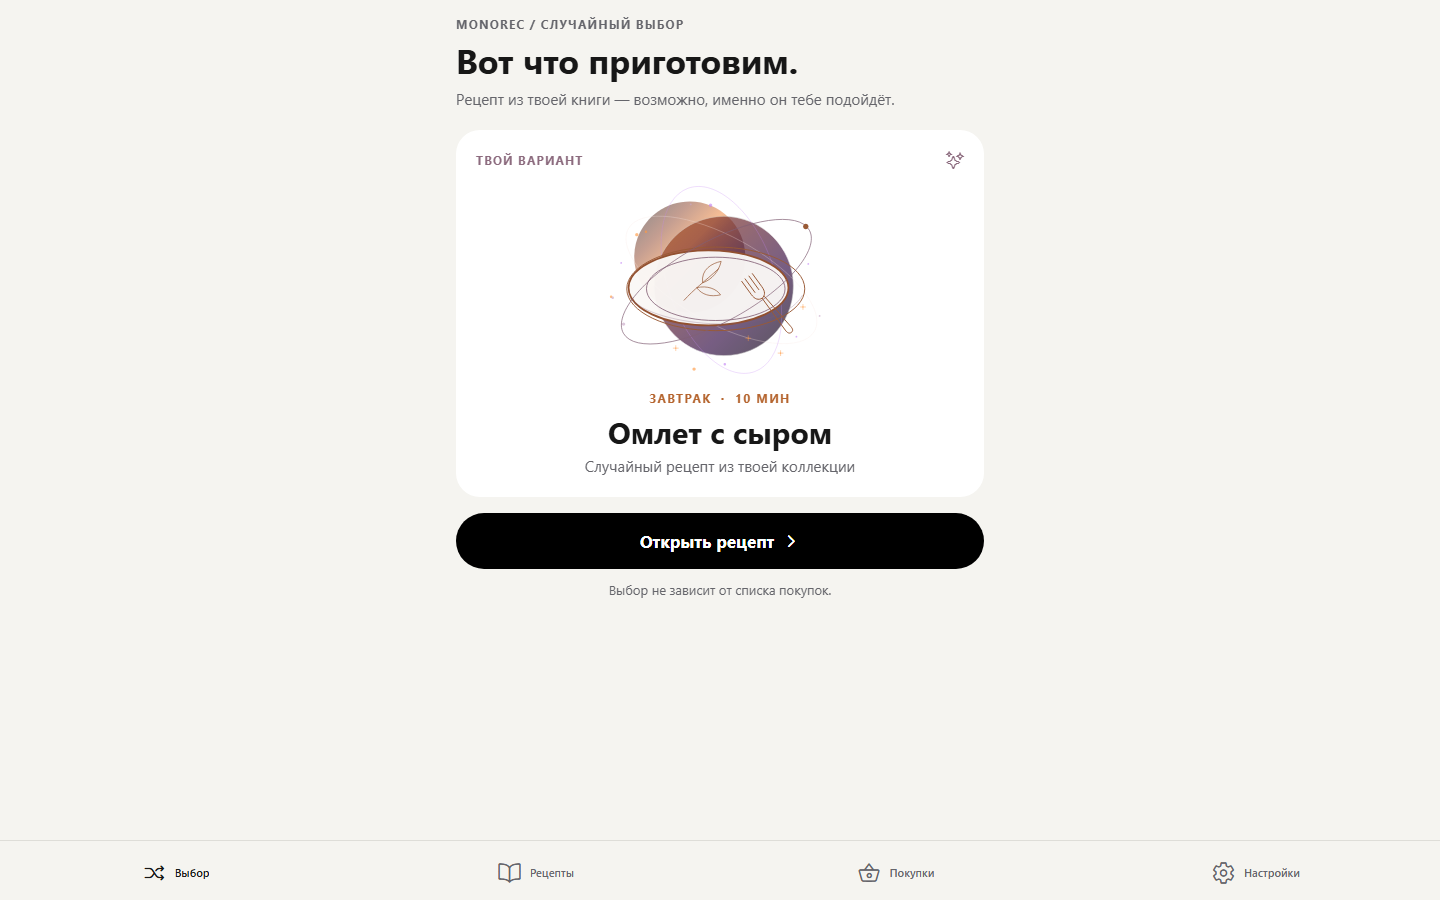 MONOREC / СЛУЧАЙНЫЙ ВЫБОР
Вот что приготовим.
Рецепт из твоей книги — возможно, именно он тебе подойдёт.
ТВОЙ ВАРИАНТ
ЗАВТРАК · 10 МИН
Омлет с сыром
Случайный рецепт из твоей коллекции
Открыть рецепт
Выбор не зависит от списка покупок.
Выбор
Рецепты
Покупки
Настройки